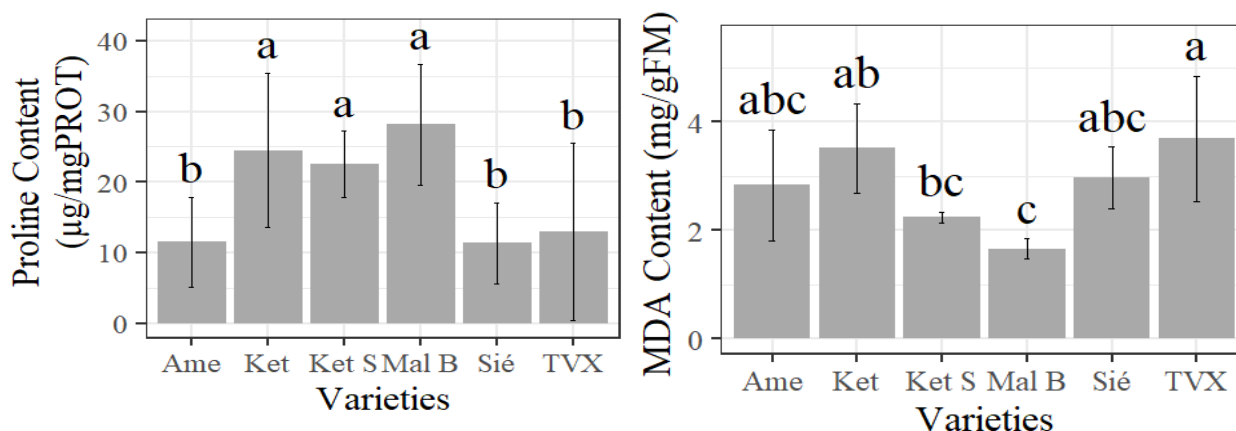 Proline Content
(µg/mgPROT)
40
30
20
10
0
b
a
a
a
b
b
Ame Ket Ket S Mal B Sié TVX
Varieties
MDA Content (mg/gFM)
4
2
0
abc
ab
bc
c
abc
a
Ame Ket Ket S Mal B Sié TVX
Varieties